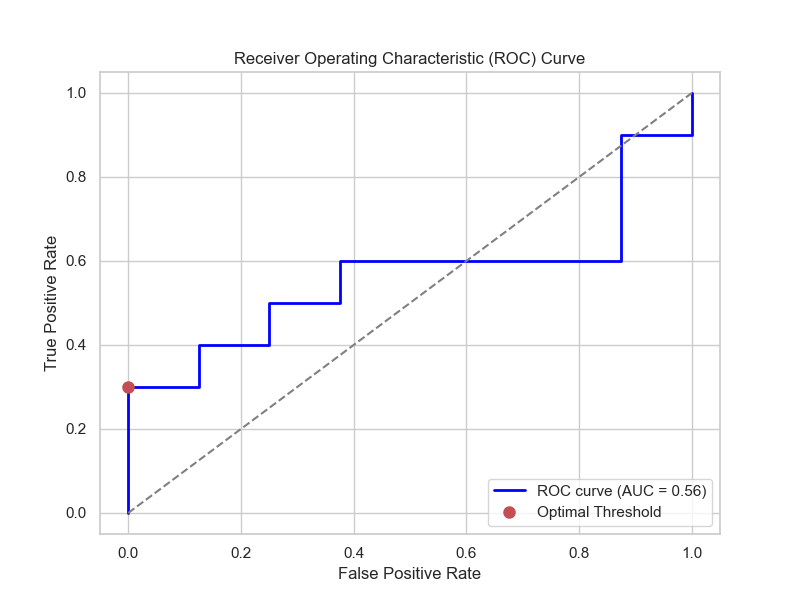 Receiver Operating Characteristic (ROC) Curve
True Positive Rate
1.0
0.8
0.6
0.4
0.2
0.0
ROC curve (AUC = 0.56)
Optimal Threshold
0.0 0.2 0.4 0.6 0.8 1.0
False Positive Rate